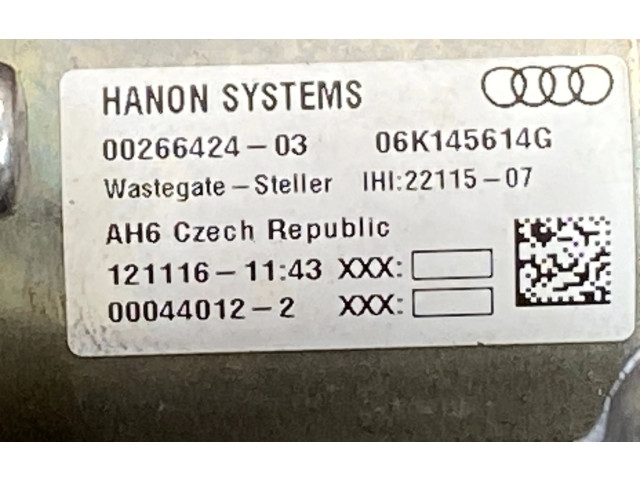 HANON SYSTEMS
00266424-03 06K145614G
Wastegate-Steller IHI:22115-07
AH6 Czech Republic
121116-11:43 XXX:
00044012-2 XXX: